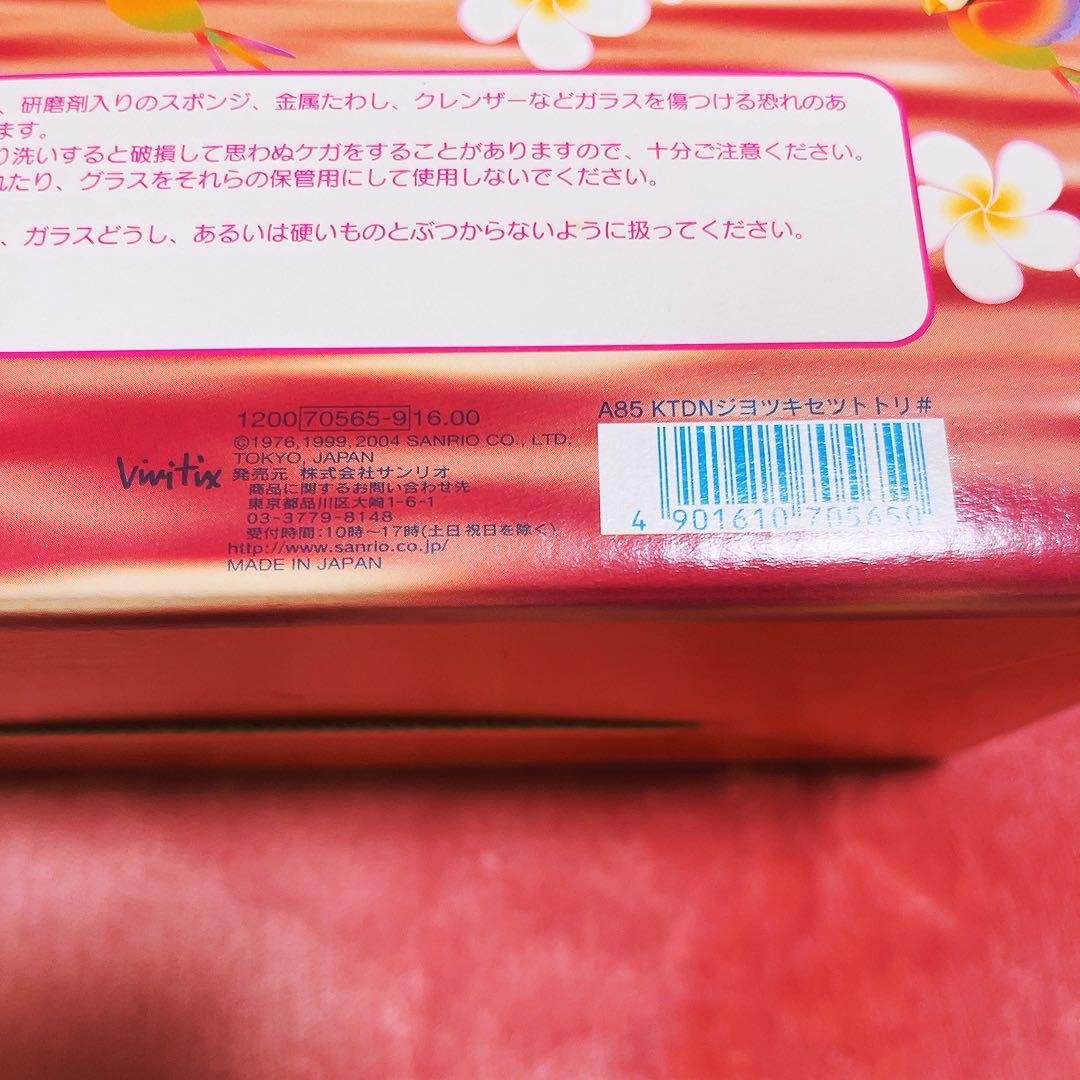 、研磨剤入りのスポンジ、金属たわし、クレンザーなどガラスを傷つける恐れのあ
ます。
り洗いすると破損して思わぬケガをすることがありますので、十分ご注意ください。
れたり、グラスをそれらの保管用にして使用しないでください。
、ガラスどうし、あるいは硬いものとぶつからないように扱ってください。
1200 70565-9 16.00
©1976,1999,2004 SANRIO CO., LTD.
TOKYO, JAPAN
Vivitix 発売元 株式会社サンリオ
商品に関するお問い合わせ先
東京都品川区大崎1-6-1
03-3779-8148
受付時間:10時〜17時(土日祝日を除く)
http://www.sanrio.co.jp/
MADE IN JAPAN
A85 KTDNジヨツキセツトトリ#
4 901610 705650